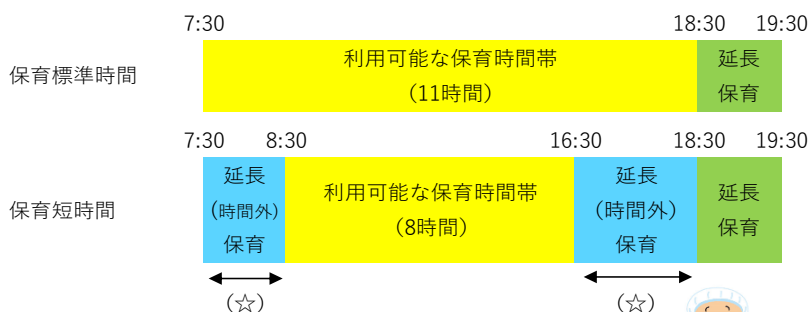 7:30 18:30 19:30
保育標準時間
利用可能な保育時間帯
(11時間)
延長
保育
7:30 8:30 16:30 18:30 19:30
保育短時間
延長
(時間外)
保育
利用可能な保育時間帯
(8時間)
延長
(時間外)
保育
延長
保育
(☆) (☆)